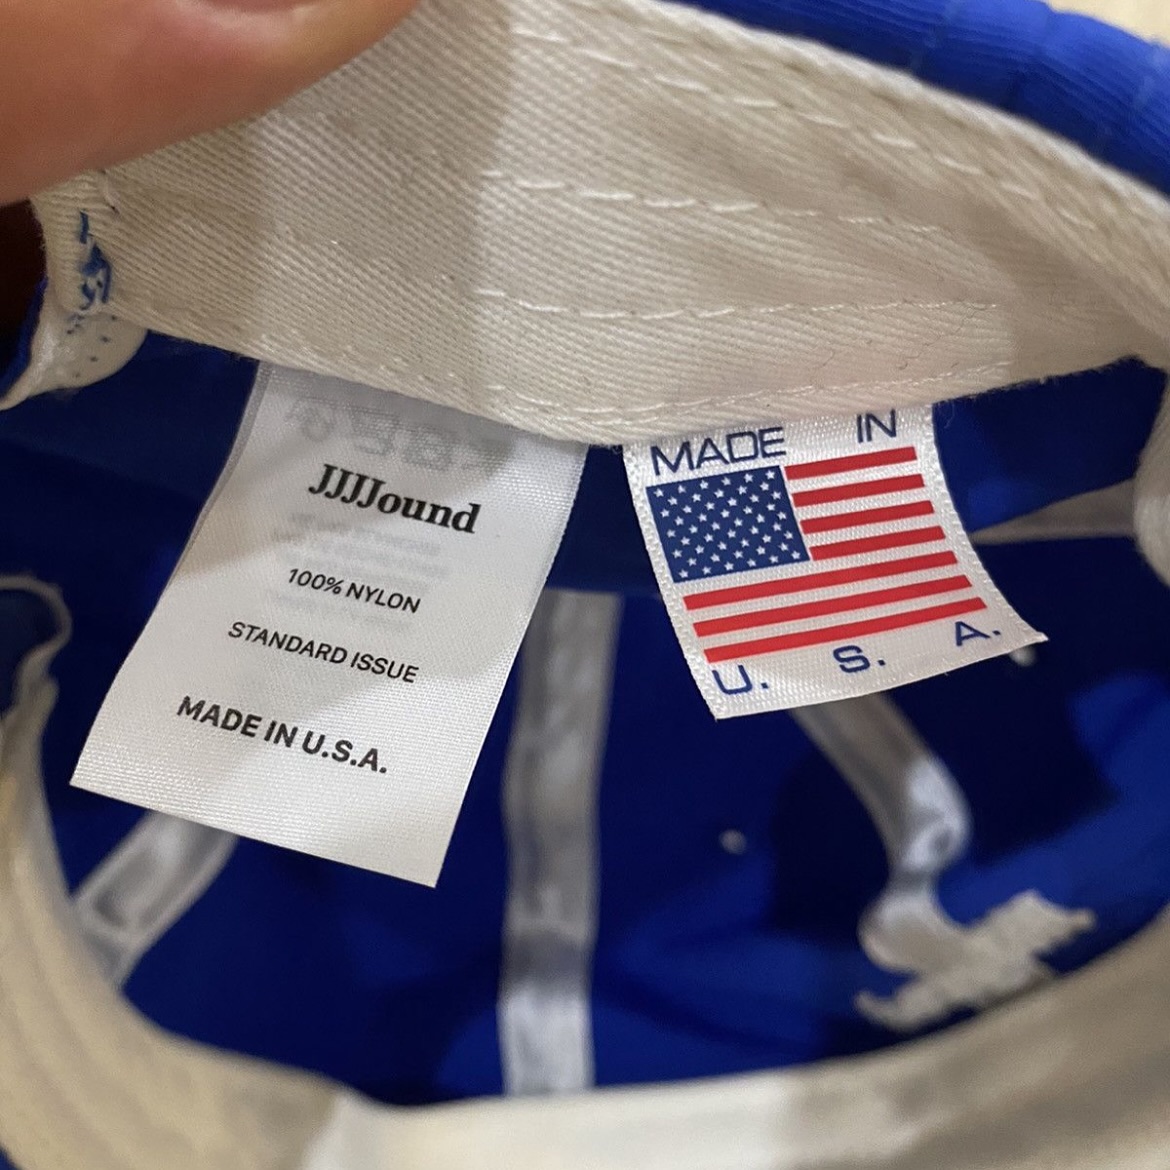 JJJJound
100% NYLON
STANDARD ISSUE
MADE IN U.S.A.
MADE IN
U. S. A.